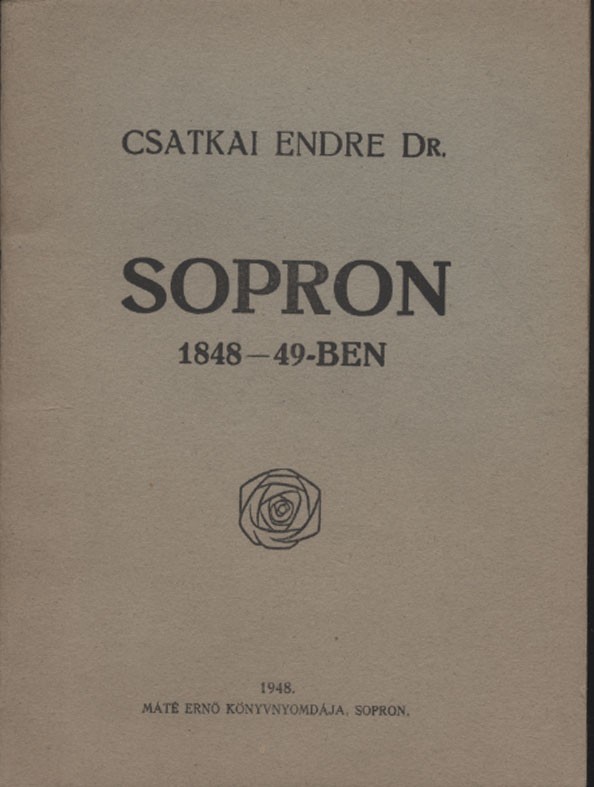 CSATKAI ENDRE DR.
SOPRON
1848—49-BEN
1948.
MÁTÉ ERNŐ KÖNYVNYOMDÁJA, SOPRON.